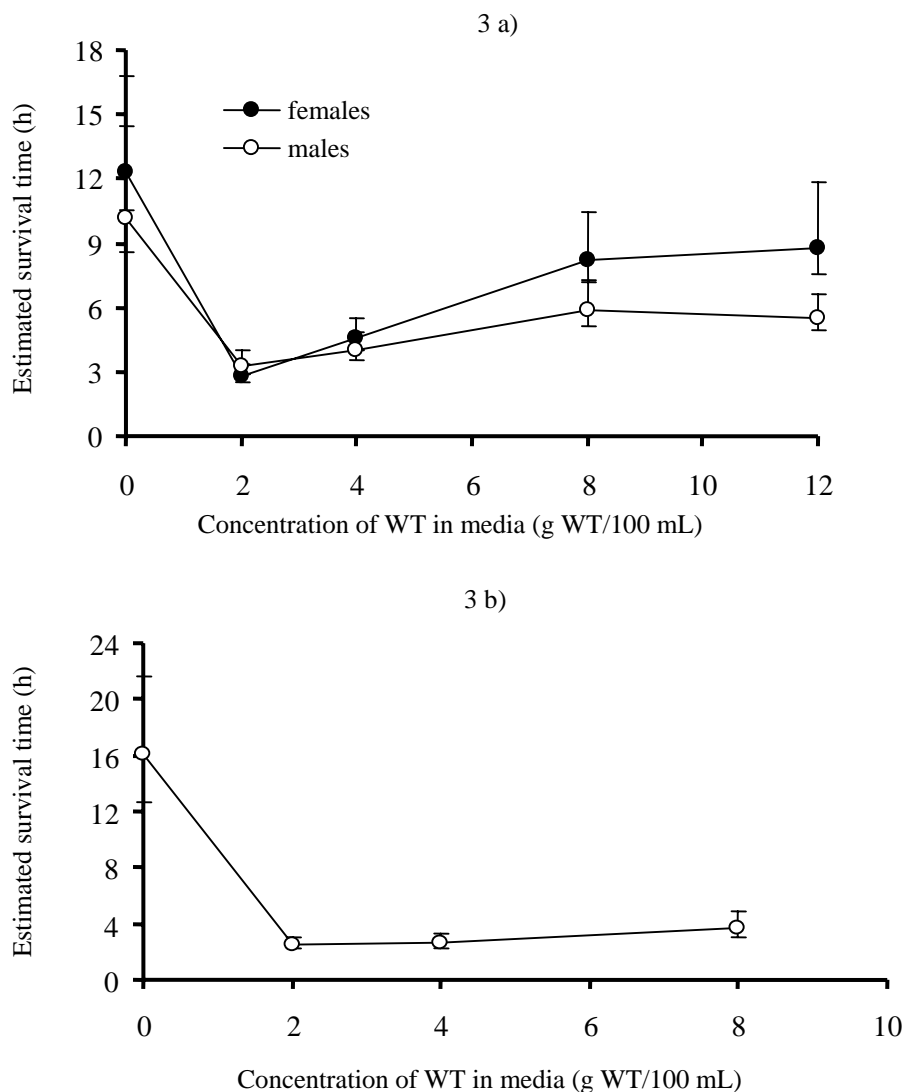 3 a)
Estimated survival time (h)
18
15
12
9
6
3
0
females
males
0 2 4 6 8 10 12
Concentration of WT in media (g WT/100 mL)
3 b)
Estimated survival time (h)
24
20
16
12
8
4
0
0 2 4 6 8 10
Concentration of WT in media (g WT/100 mL)